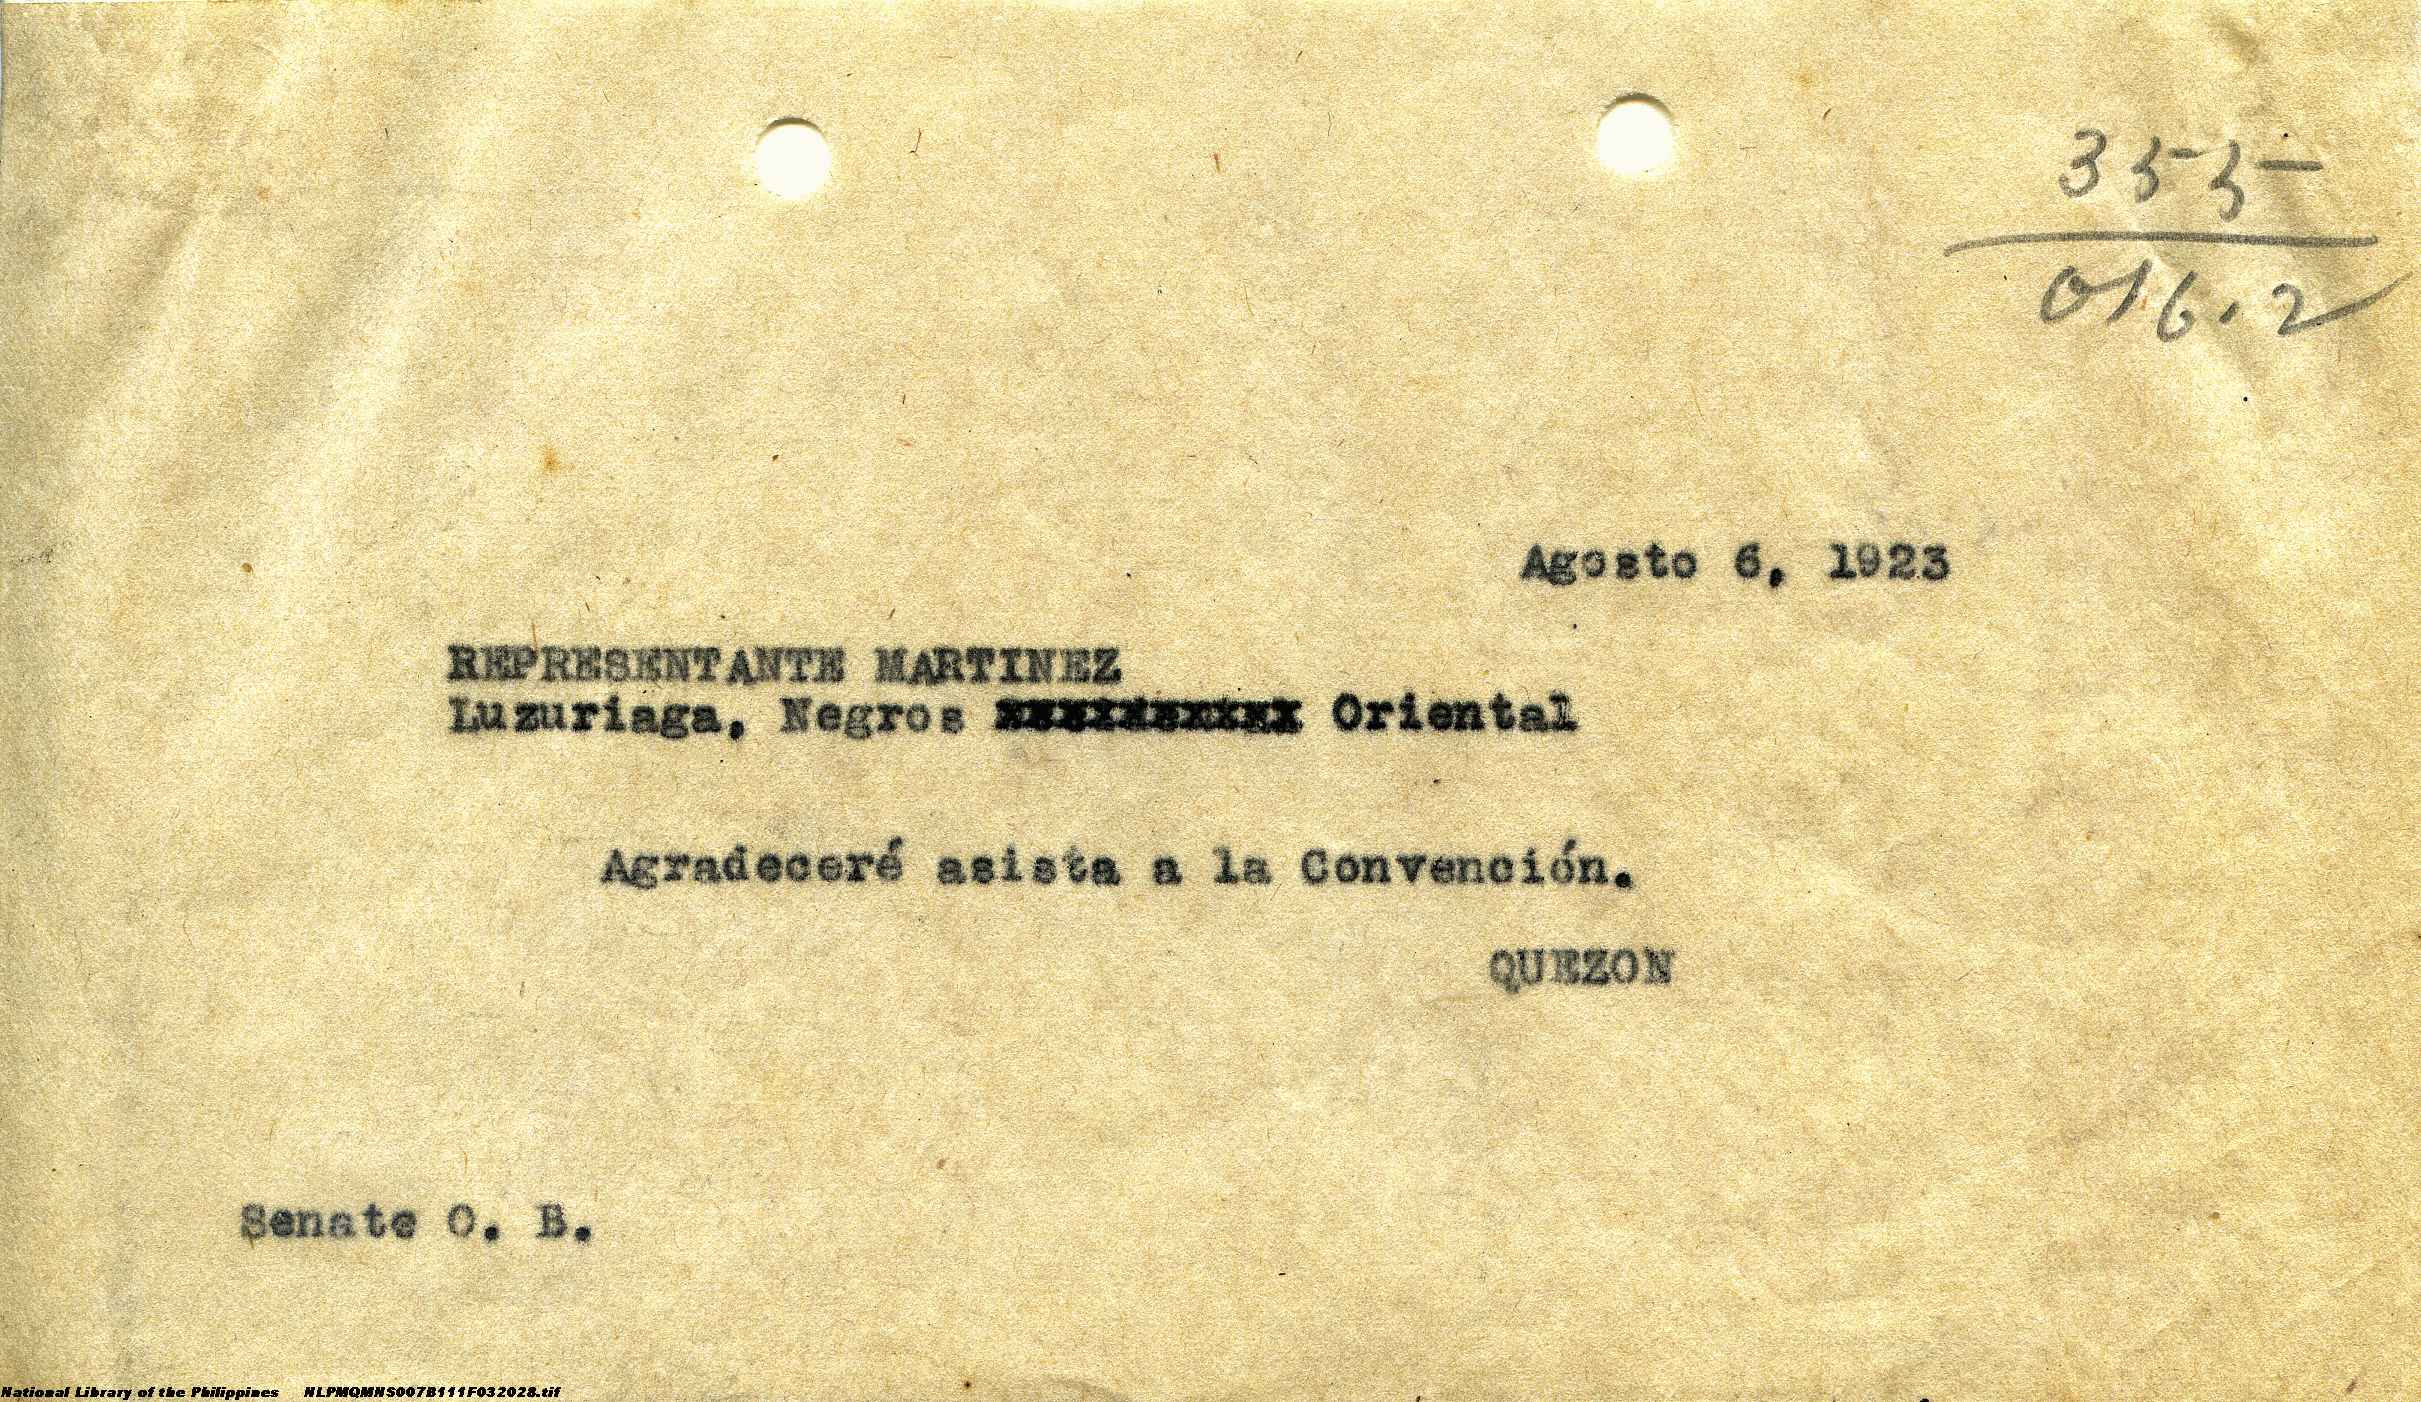 355
016.2
Agosto 6, 1923
REPRESENTANTE MARTINEZ
Luzuriaga, Negros Oriental
Agradeceré asista a la Convención.
QUEZON
Senate O. B.
National Library of the Philippines NLPMQMNS007B111F032028.tif